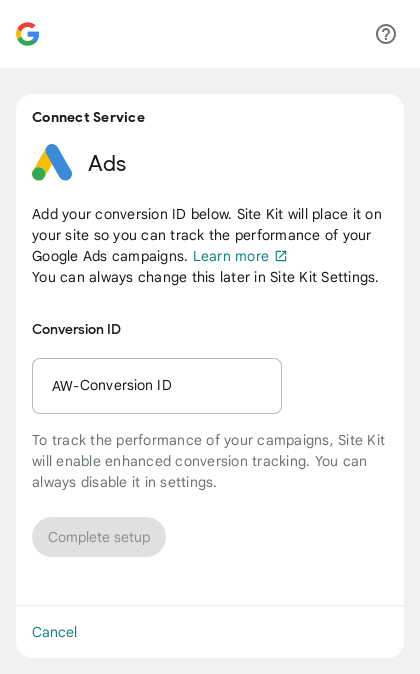 Connect Service
Ads
Add your conversion ID below. Site Kit will place it on
your site so you can track the performance of your
Google Ads campaigns. Learn more
You can always change this later in Site Kit Settings.
Conversion ID
AW-Conversion ID
To track the performance of your campaigns, Site Kit
will enable enhanced conversion tracking. You can
always disable it in settings.
Complete setup
Cancel